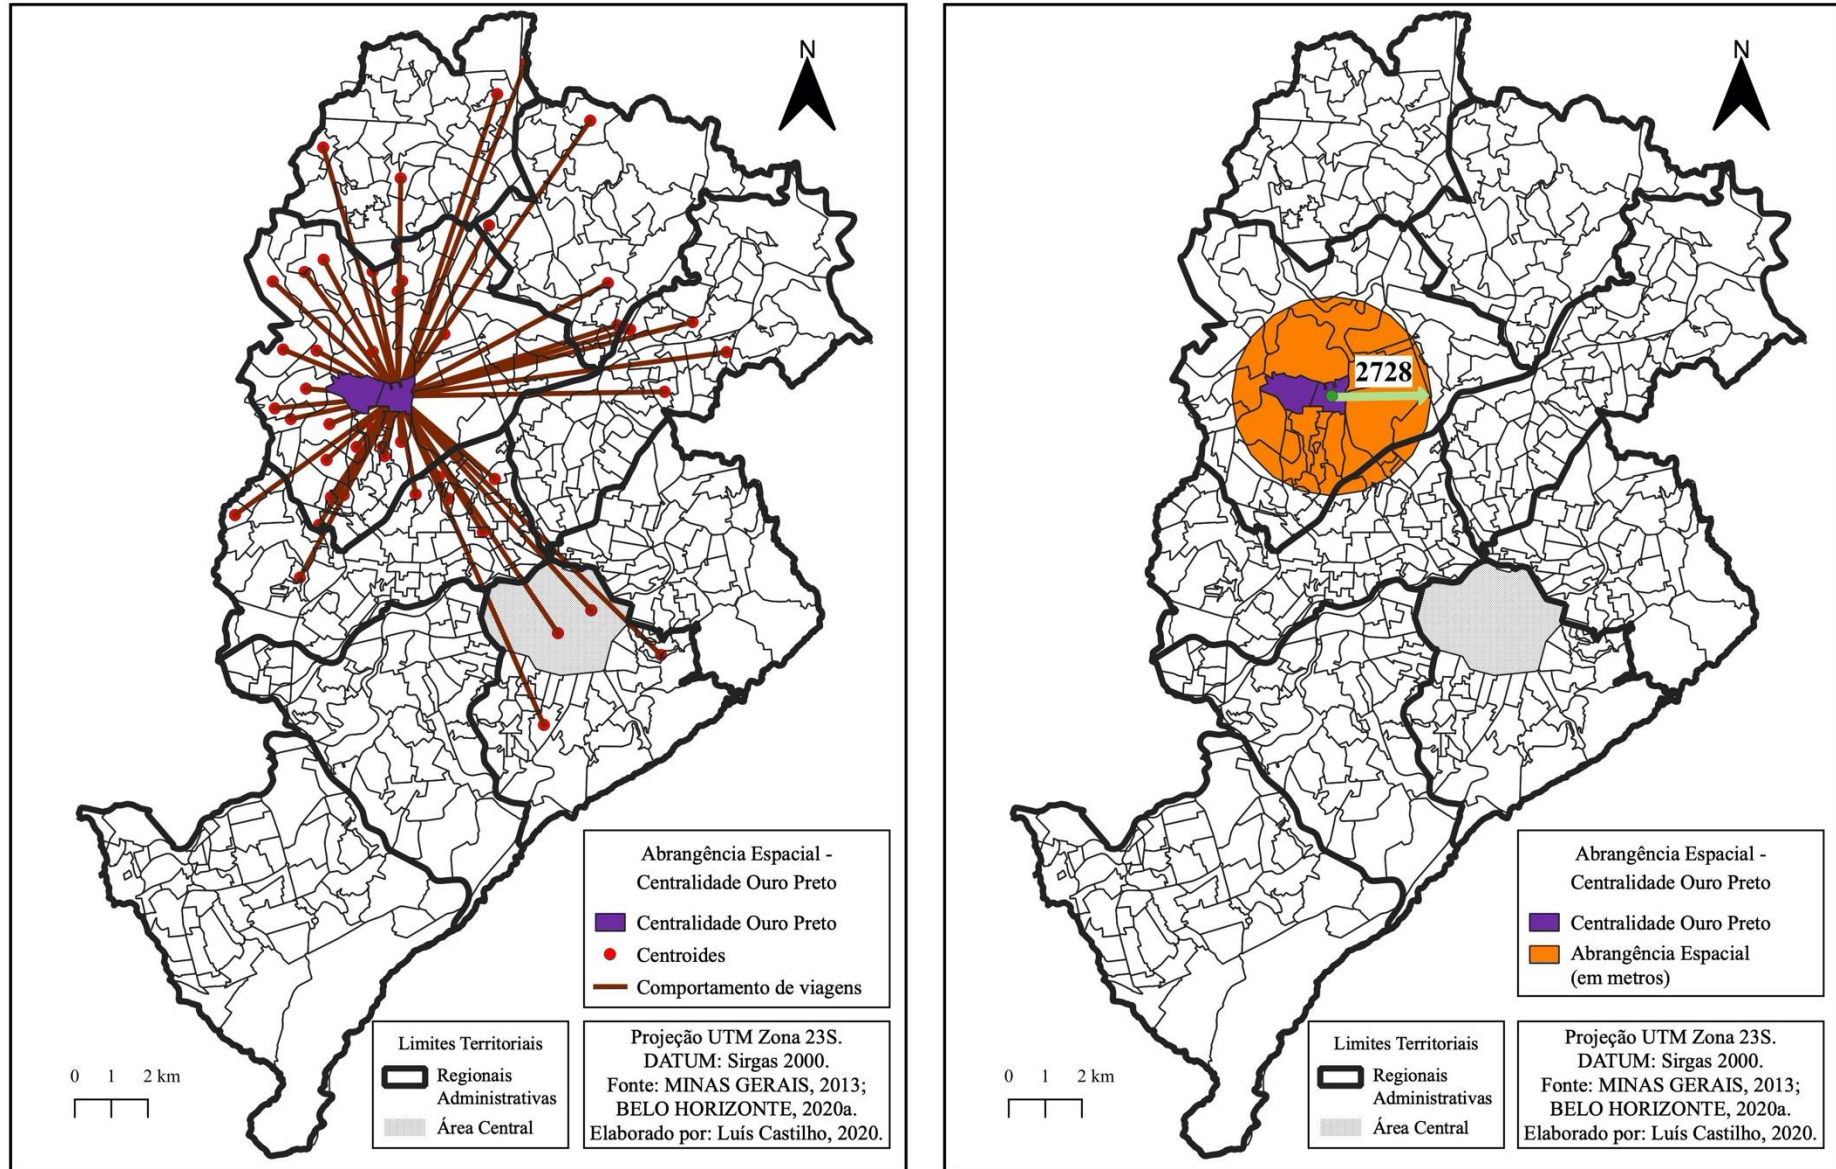 N
Abrangência Espacial -
Centralidade Ouro Preto
Centralidade Ouro Preto
Centroides
Comportamento de viagens
0 1 2 km
Limites Territoriais
Regionais
Administrativas
Área Central
Projeção UTM Zona 23S.
DATUM: Sirgas 2000.
Fonte: MINAS GERAIS, 2013;
BELO HORIZONTE, 2020a.
Elaborado por: Luís Castilho, 2020.
N
2728
Abrangência Espacial -
Centralidade Ouro Preto
Centralidade Ouro Preto
Abrangência Espacial
(em metros)
0 1 2 km
Limites Territoriais
Regionais
Administrativas
Área Central
Projeção UTM Zona 23S.
DATUM: Sirgas 2000.
Fonte: MINAS GERAIS, 2013;
BELO HORIZONTE, 2020a.
Elaborado por: Luís Castilho, 2020.